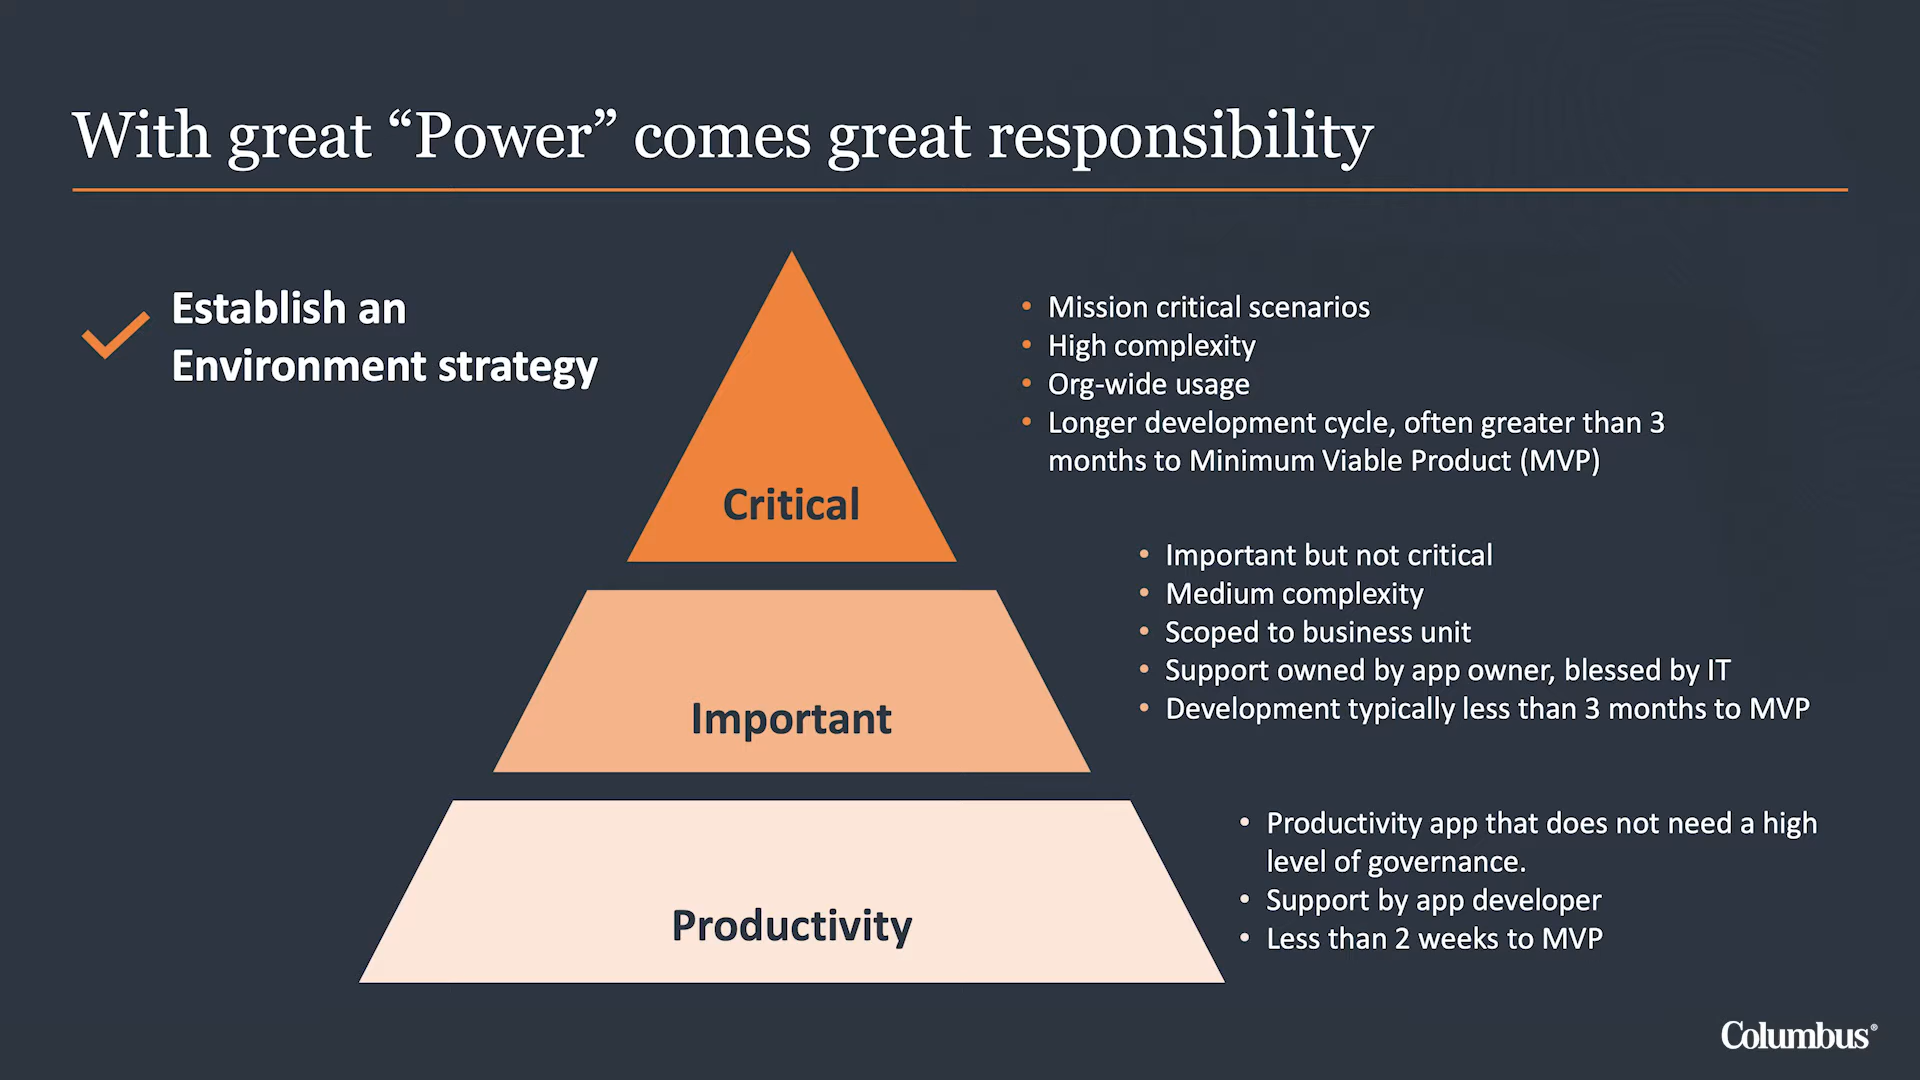 With great “Power” comes great responsibility
Establish an
Environment strategy
Critical
• Mission critical scenarios
• High complexity
• Org-wide usage
• Longer development cycle, often greater than 3
months to Minimum Viable Product (MVP)
Important
• Important but not critical
• Medium complexity
• Scoped to business unit
• Support owned by app owner, blessed by IT
• Development typically less than 3 months to MVP
Productivity
• Productivity app that does not need a high
level of governance.
• Support by app developer
• Less than 2 weeks to MVP
Columbus®